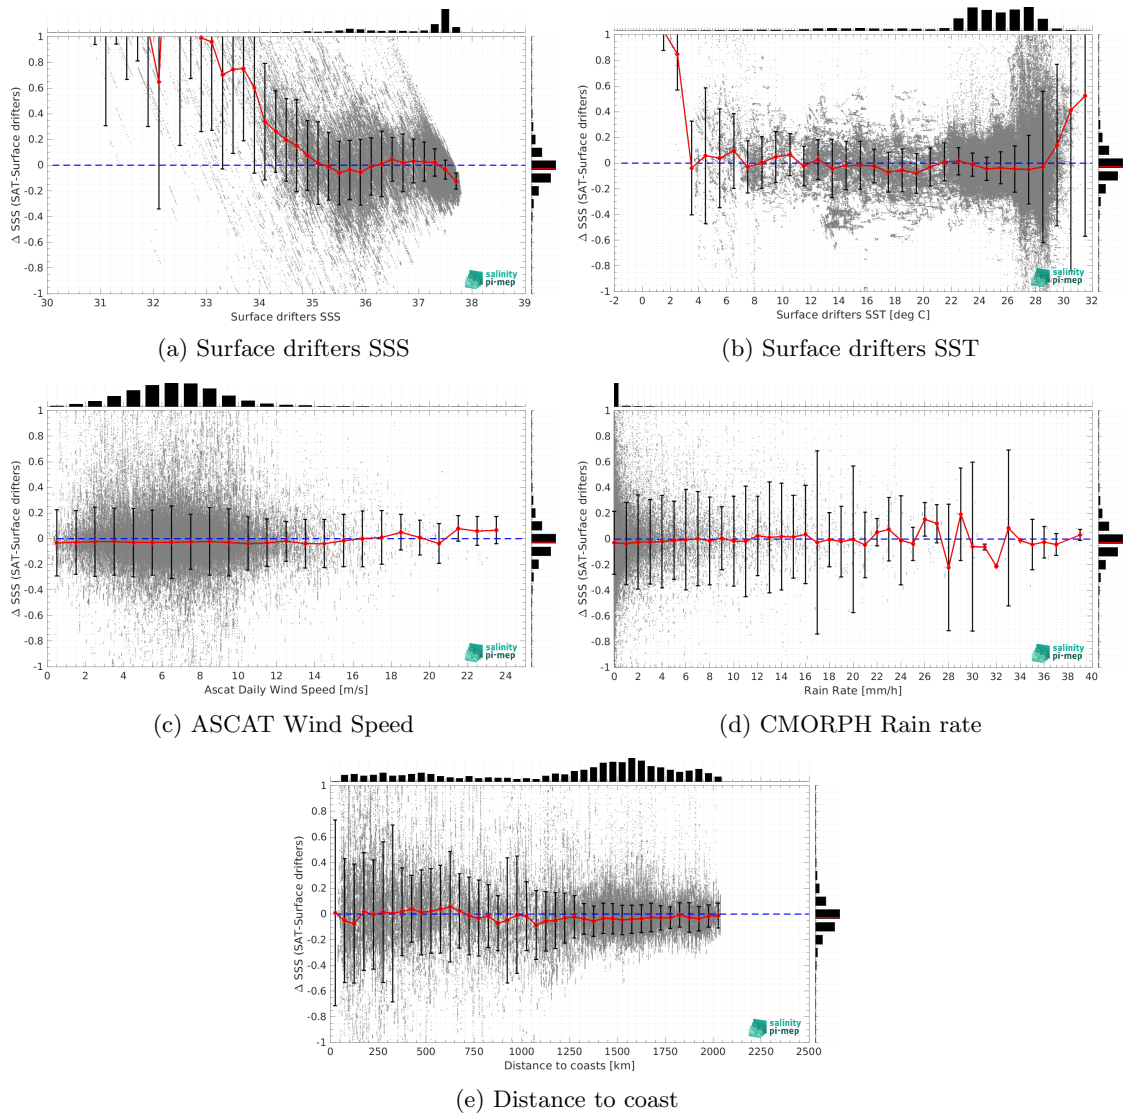 1
0.8
0.6
0.4
0.2
0
-0.2
-0.4
-0.6
-0.8
-1
Δ SSS (SAT-Surface drifters)
30 31 32 33 34 35 36 37 38 39
Surface drifters SSS
salinity
pi-mep
(a) Surface drifters SSS
1
0.8
0.6
0.4
0.2
0
-0.2
-0.4
-0.6
-0.8
-1
Δ SSS (SAT-Surface drifters)
-2 0 2 4 6 8 10 12 14 16 18 20 22 24 26 28 30 32
Surface drifters SST [deg C]
salinity
pi-mep
(b) Surface drifters SST
1
0.8
0.6
0.4
0.2
0
-0.2
-0.4
-0.6
-0.8
-1
Δ SSS (SAT-Surface drifters)
0 2 4 6 8 10 12 14 16 18 20 22 24
Ascat Daily Wind Speed [m/s]
salinity
pi-mep
(c) ASCAT Wind Speed
1
0.8
0.6
0.4
0.2
0
-0.2
-0.4
-0.6
-0.8
-1
Δ SSS (SAT-Surface drifters)
0 2 4 6 8 10 12 14 16 18 20 22 24 26 28 30 32 34 36 38 40
Rain Rate [mm/h]
salinity
pi-mep
(d) CMORPH Rain rate
1
0.8
0.6
0.4
0.2
0
-0.2
-0.4
-0.6
-0.8
-1
Δ SSS (SAT-Surface drifters)
0 250 500 750 1000 1250 1500 1750 2000 2250 2500
Distance to coasts [km]
salinity
pi-mep
(e) Distance to coast